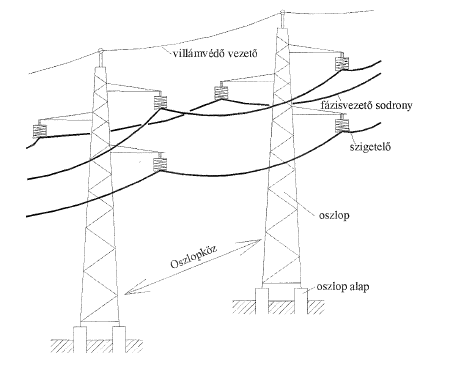 villámvédő vezető
fázisvezető sodrony
szigetelő
oszlop
Oszlopköz
oszlop alap